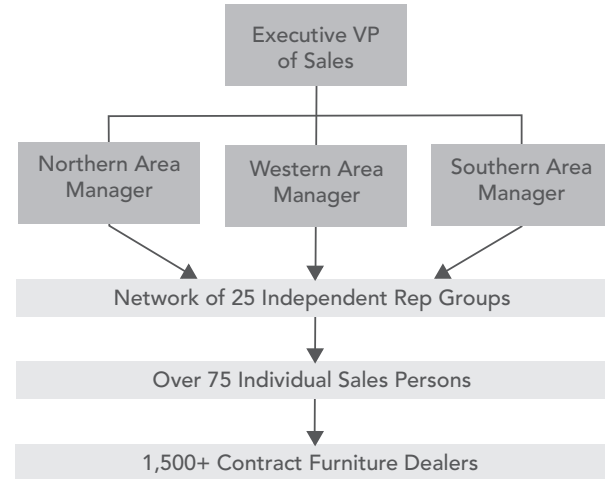 Executive VP
of Sales
Northern Area
Manager
Western Area
Manager
Southern Area
Manager
Network of 25 Independent Rep Groups
Over 75 Individual Sales Persons
1,500+ Contract Furniture Dealers